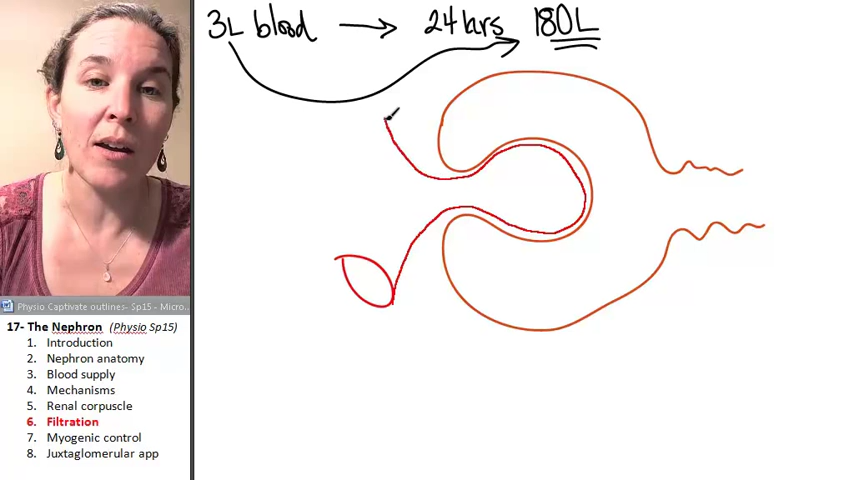 3L blood → 24 hrs 180L
Physio Captivate outlines- Sp15 - Micro...
17- The Nephron (Physio Sp15)
1. Introduction
2. Nephron anatomy
3. Blood supply
4. Mechanisms
5. Renal corpuscle
6. Filtration
7. Myogenic control
8. Juxtaglomerular app